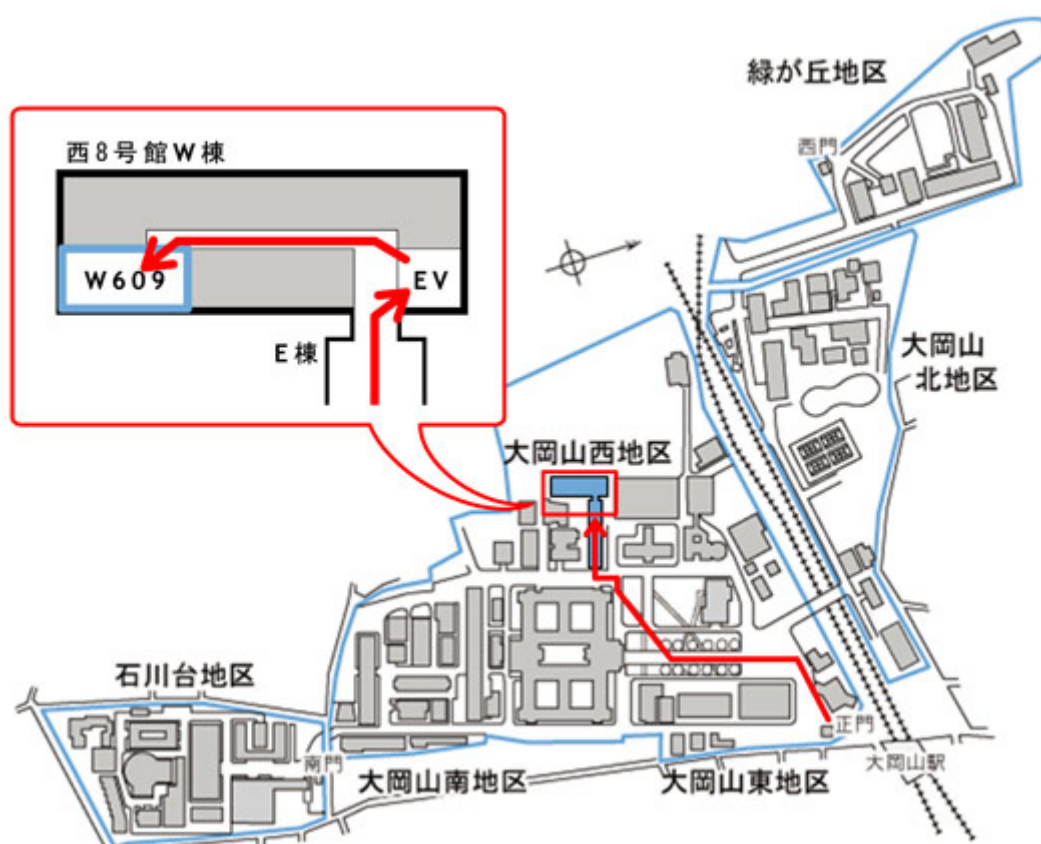 緑が丘地区
西門
西8号館W棟
W609
EV
E棟
大岡山
北地区
大岡山西地区
石川台地区
正門
南門
大岡山南地区
大岡山東地区
大岡山駅